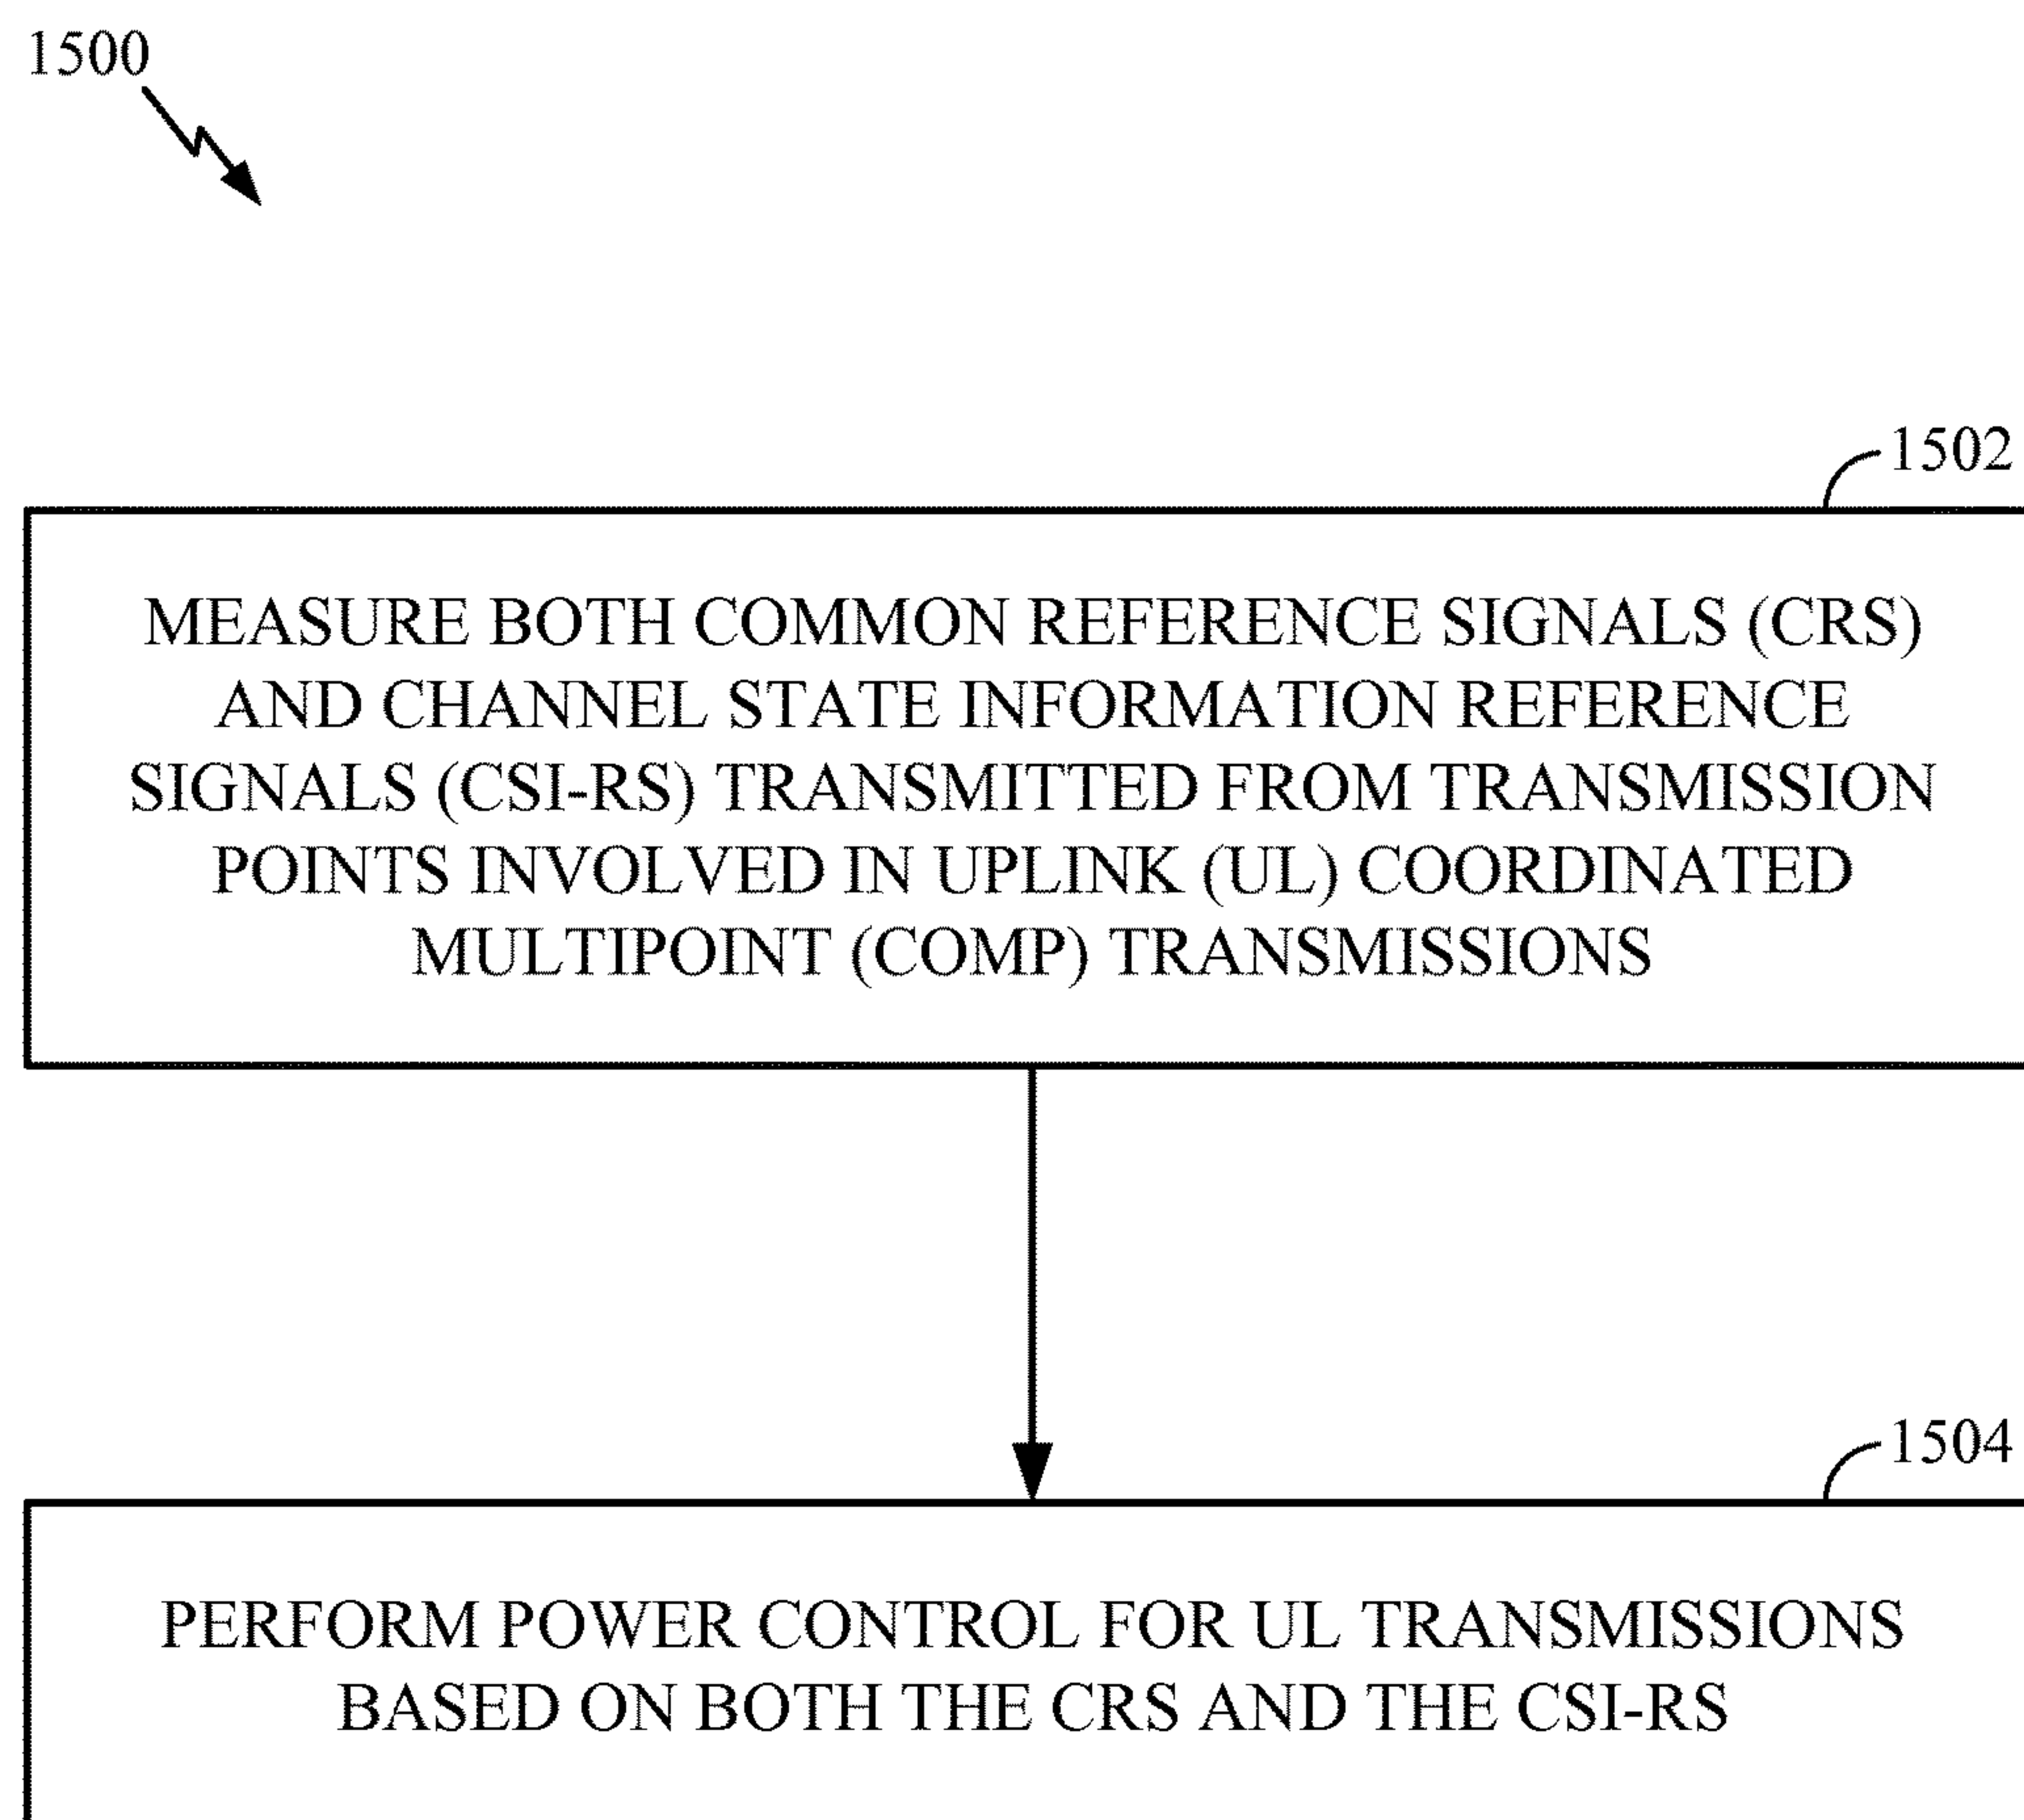 1500
1502
MEASURE BOTH COMMON REFERENCE SIGNALS (CRS)
AND CHANNEL STATE INFORMATION REFERENCE
SIGNALS (CSI-RS) TRANSMITTED FROM TRANSMISSION
POINTS INVOLVED IN UPLINK (UL) COORDINATED
MULTIPOINT (COMP) TRANSMISSIONS
1504
PERFORM POWER CONTROL FOR UL TRANSMISSIONS
BASED ON BOTH THE CRS AND THE CSI-RS